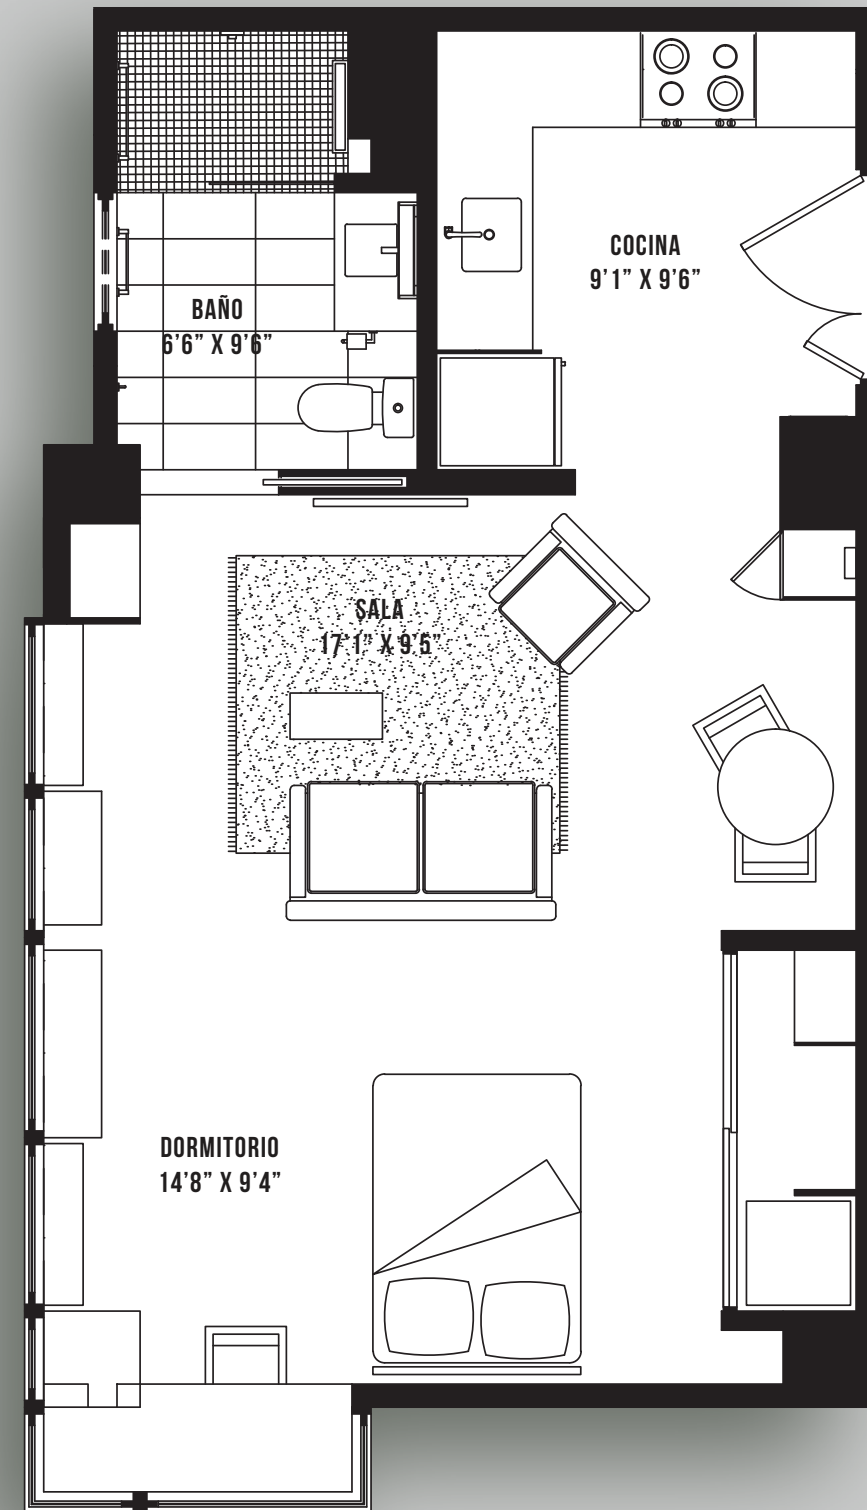 COCINA
9'1” X 9'6”
BAÑO
6'6” X 9'6”
SALA
17'1” X 9'5”
DORMITORIO
14'8” X 9'4”